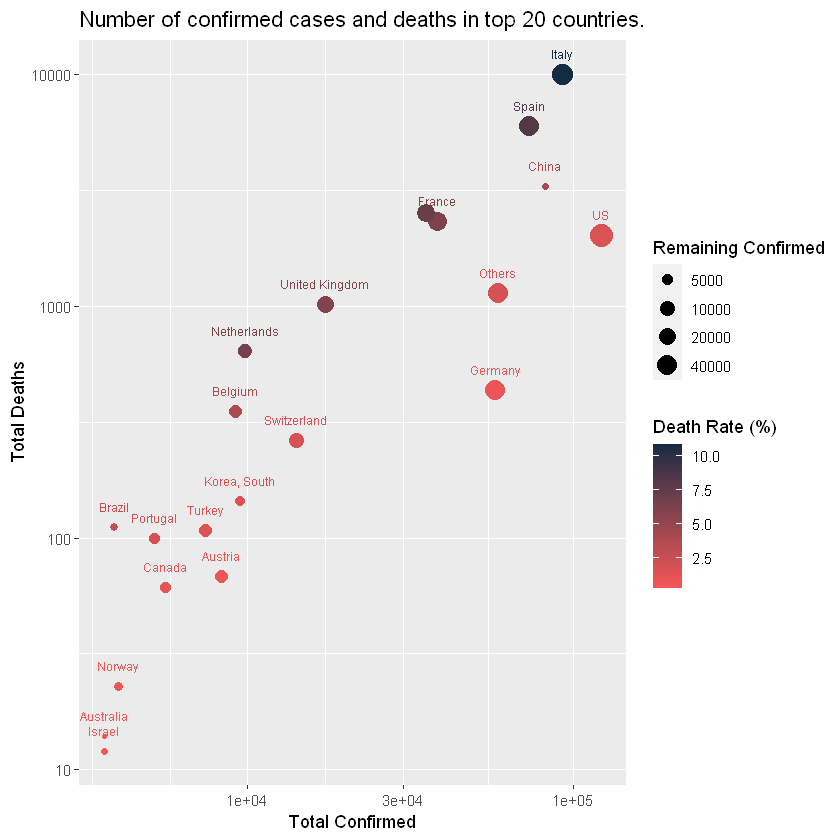 Number of confirmed cases and deaths in top 20 countries.
Total Deaths
10000
1000
100
10
Italy
Spain
China
France
US
Others
United Kingdom
Netherlands
Germany
Belgium
Switzerland
Korea, South
Brazil
Portugal
Turkey
Austria
Canada
Norway
Australia
Israel
1e+04
3e+04
1e+05
Total Confirmed
Remaining Confirmed
5000
10000
20000
40000
Death Rate (%)
10.0
7.5
5.0
2.5